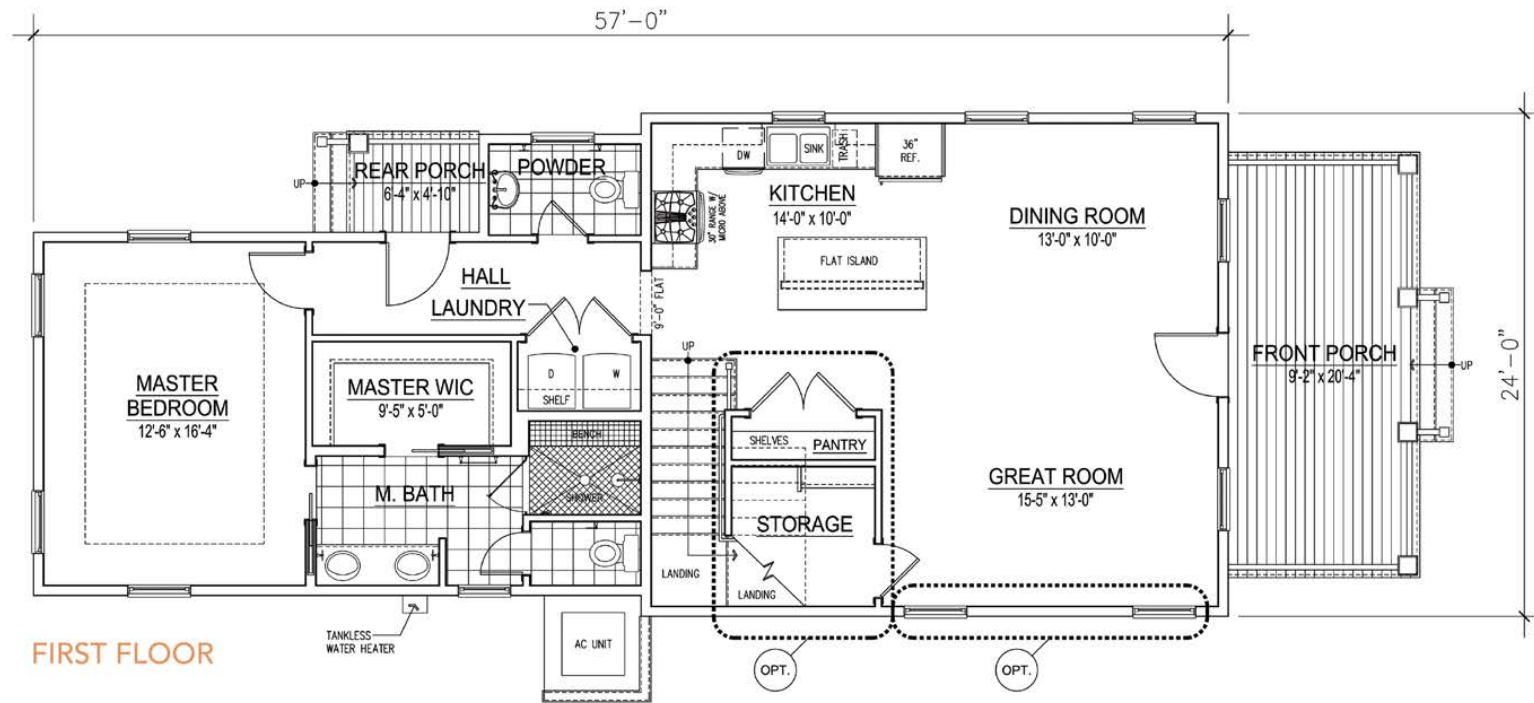 57'-0"
REAR PORCH
6'-4" x 4'-10"
UP
POWDER
DW
SINK
TRASH
36"
REF.
30" RANGE W/
MICRO ABOVE
KITCHEN
14'-0" x 10'-0"
FLAT ISLAND
DINING ROOM
13'-0" x 10'-0"
HALL
LAUNDRY
9'-0" FLAT
UP
D
W
SHELF
MASTER
BEDROOM
12'-6" x 16'-4"
MASTER WIC
9'-5" x 5'-0"
FRONT PORCH
9'-2" x 20'-4"
UP
24'-0"
BENCH
SHOWER
M. BATH
SHELVES
PANTRY
STORAGE
GREAT ROOM
15'-5" x 13'-0"
LANDING
LANDING
TANKLESS
WATER HEATER
AC UNIT
OPT.
OPT.
FIRST FLOOR